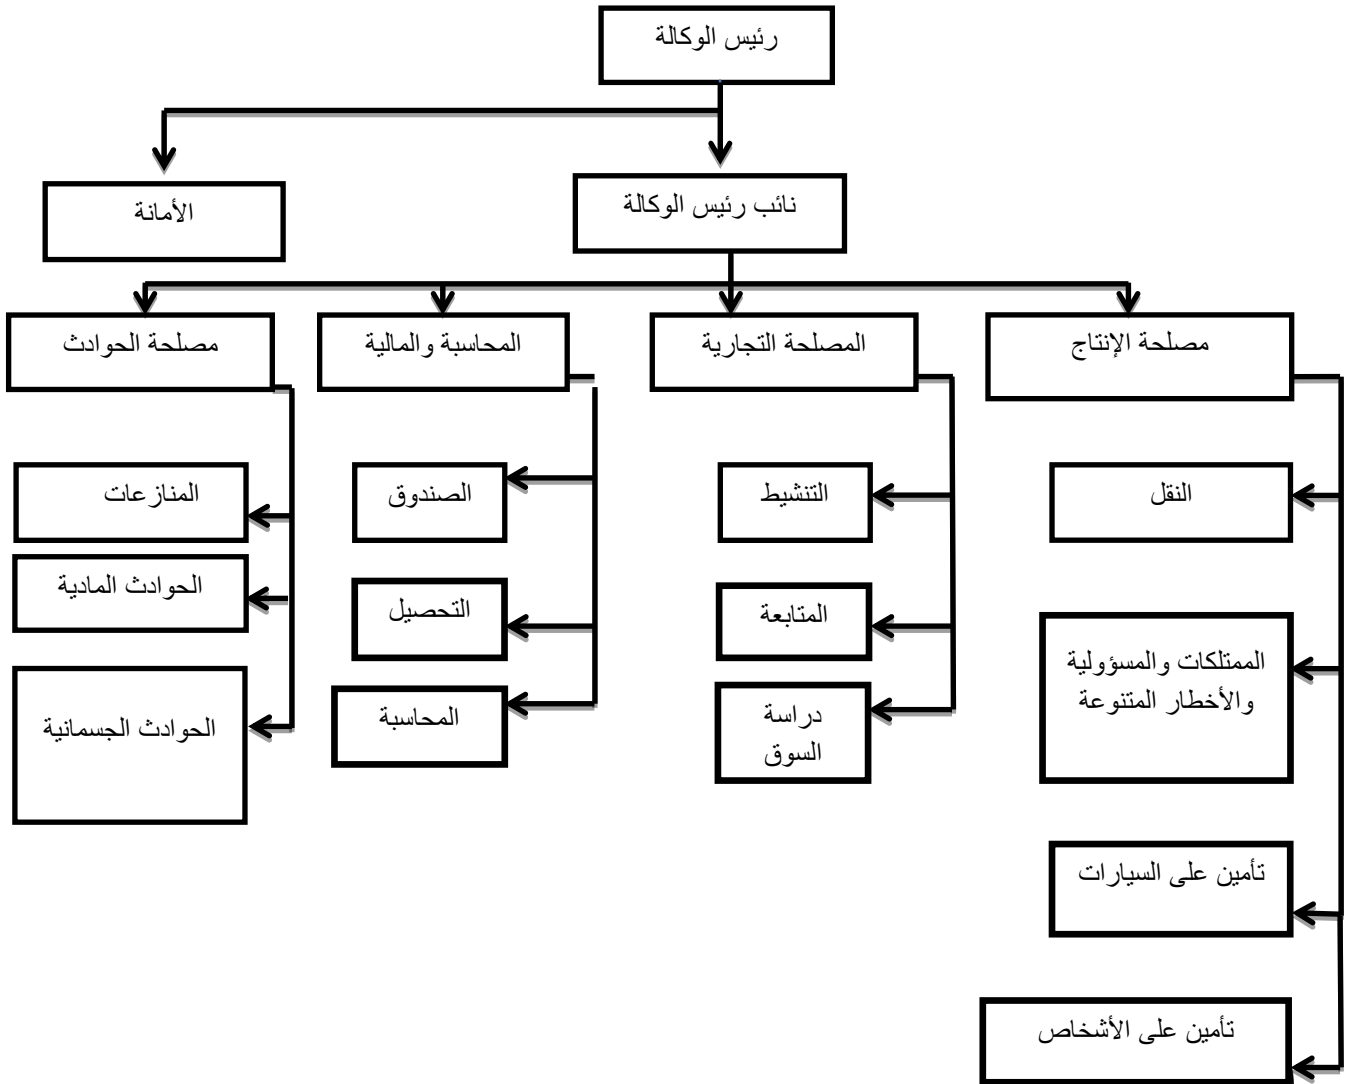 رئيس الوكالة
نائب رئيس الوكالة
الأمانة
مصلحة الإنتاج
المصلحة التجارية
المحاسبة والمالية
مصلحة الحوادث
النقل
الممتلكات والمسؤولية
والأخطار المتنوعة
تأمين على السيارات
تأمين على الأشخاص
التنشيط
المتابعة
دراسة
السوق
الصندوق
التحصيل
المحاسبة
المنازعات
الحوادث المادية
الحوادث الجسمانية